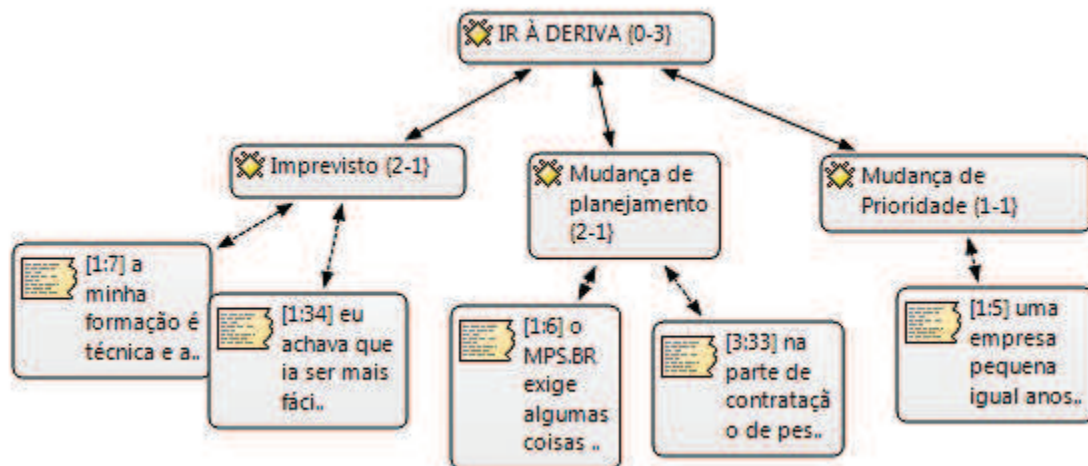 IR À DERIVA {0-3}
Imprevisto {2-1}
Mudança de
planejamento
{2-1}
Mudança de
Prioridade {1-1}
[1:7] a
minha
formação é
técnica e a..
[1:34] eu
achava que
ia ser mais
fáci..
[1:6] o
MPS.BR
exige
algumas
coisas ..
[3:33] na
parte de
contrataçã
o de pes..
[1:5] uma
empresa
pequena
igual anos..